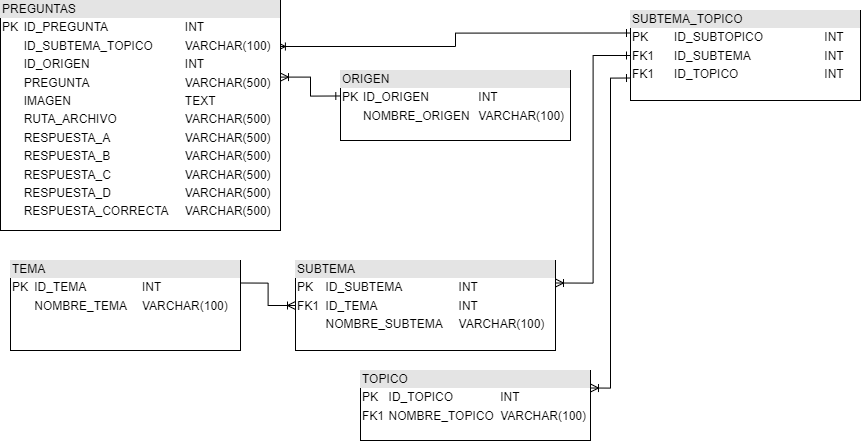 PREGUNTAS
PK ID_PREGUNTA INT
ID_SUBTEMA_TOPICO VARCHAR(100)
ID_ORIGEN INT
PREGUNTA VARCHAR(500)
IMAGEN TEXT
RUTA_ARCHIVO VARCHAR(500)
RESPUESTA_A VARCHAR(500)
RESPUESTA_B VARCHAR(500)
RESPUESTA_C VARCHAR(500)
RESPUESTA_D VARCHAR(500)
RESPUESTA_CORRECTA VARCHAR(500)
ORIGEN
PK ID_ORIGEN INT
NOMBRE_ORIGEN VARCHAR(100)
SUBTEMA_TOPICO
PK ID_SUBTOPICO INT
FK1 ID_SUBTEMA INT
FK1 ID_TOPICO INT
TEMA
PK ID_TEMA INT
NOMBRE_TEMA VARCHAR(100)
SUBTEMA
PK ID_SUBTEMA INT
FK1 ID_TEMA INT
NOMBRE_SUBTEMA VARCHAR(100)
TOPICO
PK ID_TOPICO INT
FK1 NOMBRE_TOPICO VARCHAR(100)